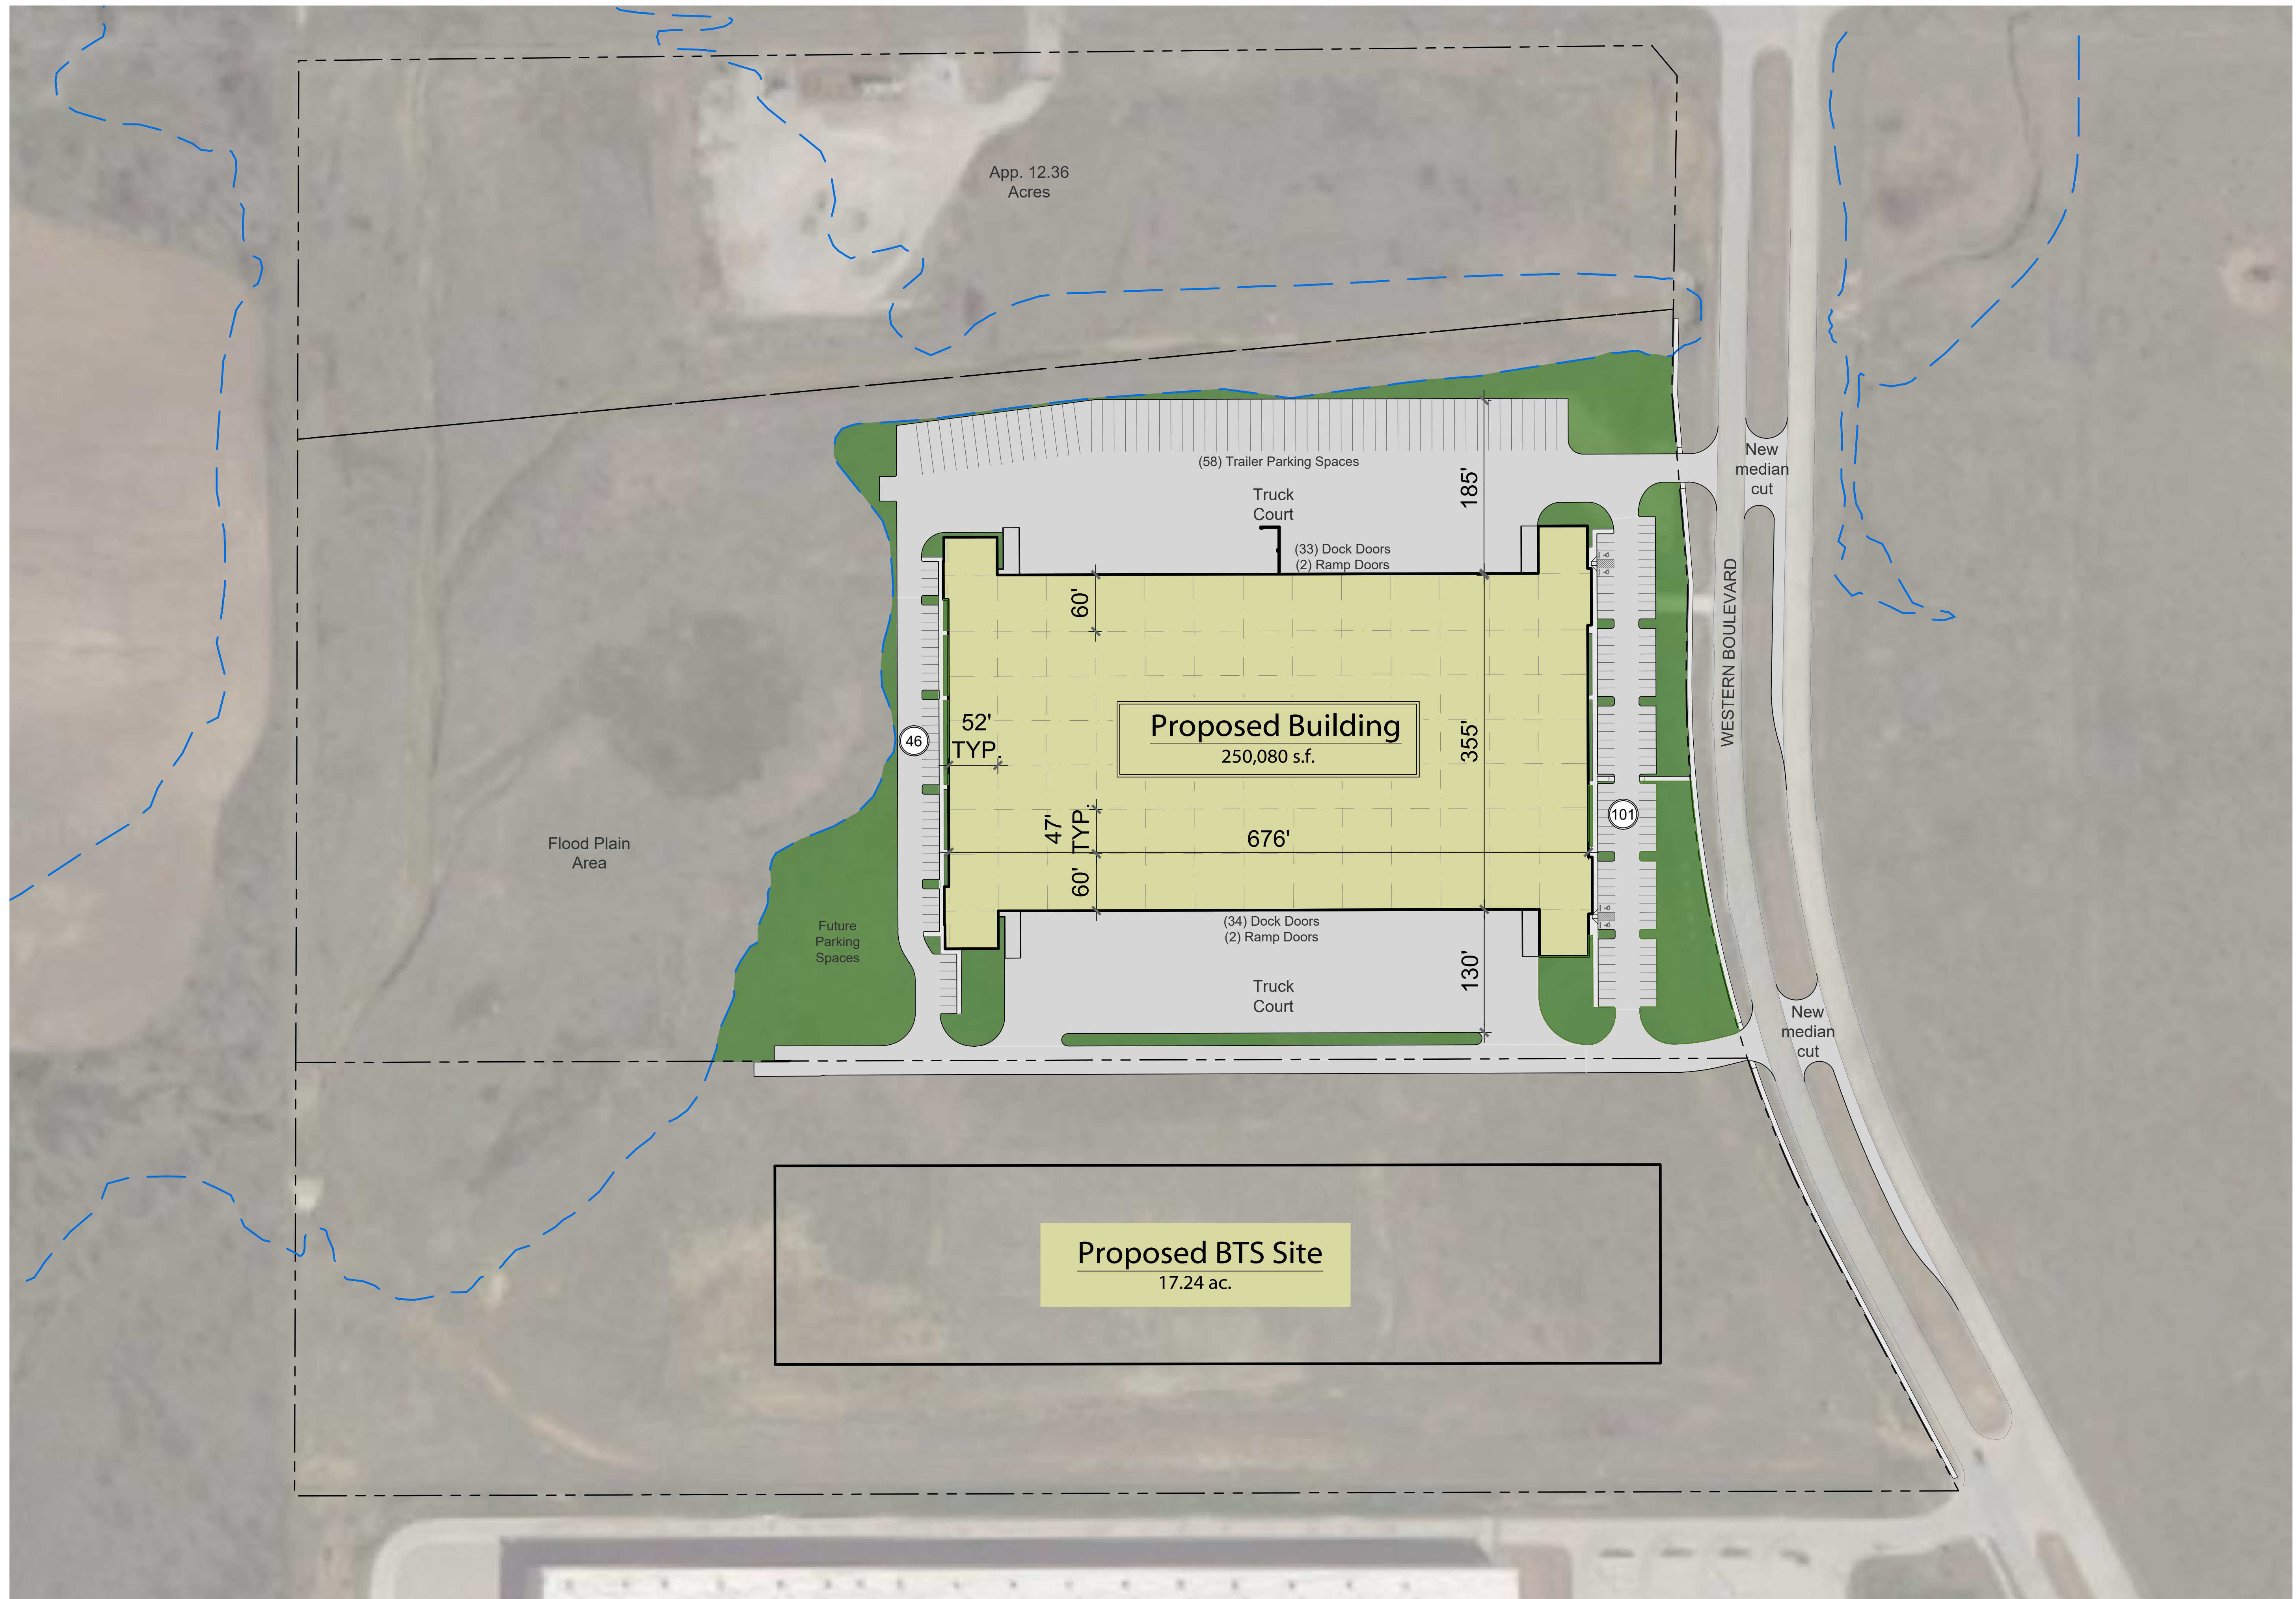 App. 12.36
Acres
New
median
cut
(58) Trailer Parking Spaces
185'
Truck
Court
(33) Dock Doors
(2) Ramp Doors
60'
WESTERN BOULEVARD
52'
TYP.
46
Proposed Building
250,080 s.f.
355'
101
47'
TYP.
676'
60'
Flood Plain
Area
Future
Parking
Spaces
(34) Dock Doors
(2) Ramp Doors
130'
Truck
Court
New
median
cut
Proposed BTS Site
17.24 ac.